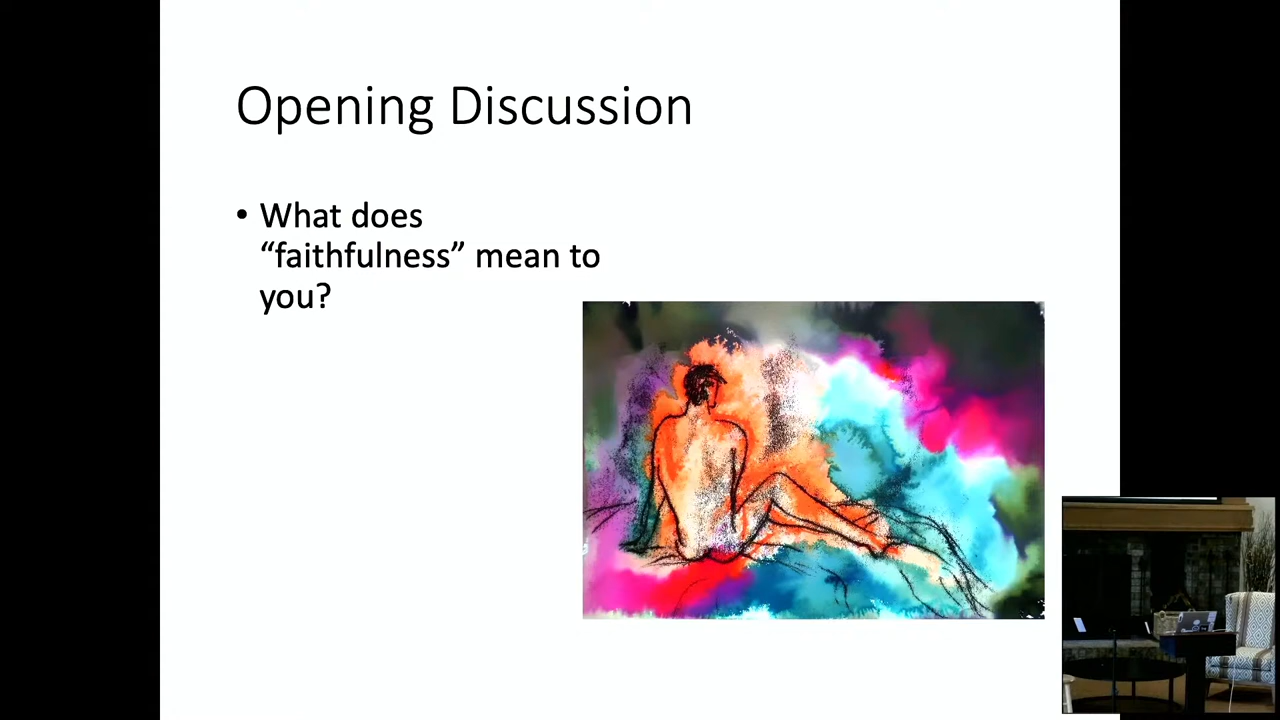 Opening Discussion
• What does
“faithfulness” mean to
you?